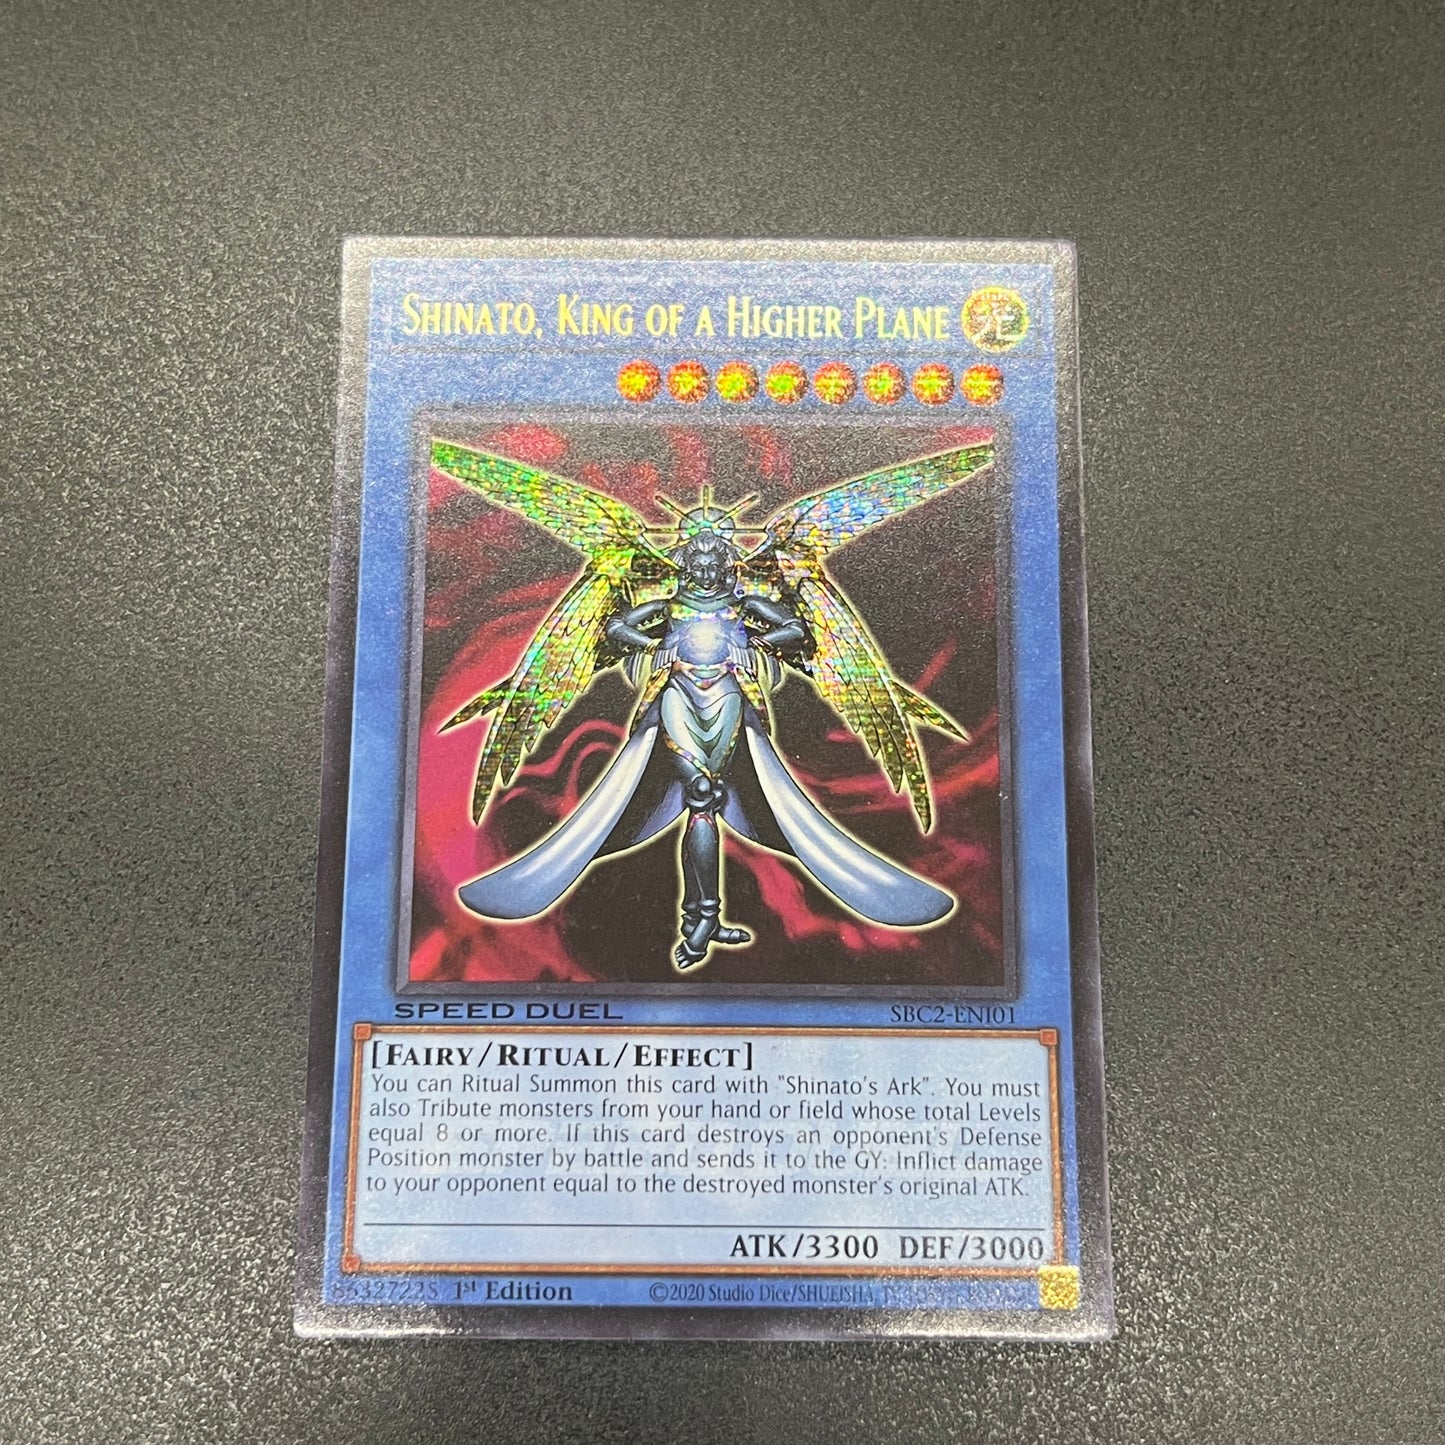 SHINATO, KING OF A HIGHER PLANE
光
SPEED DUEL
SBC2-ENI01
[FAIRY/RITUAL/EFFECT]
You can Ritual Summon this card with "Shinato's Ark". You must
also Tribute monsters from your hand or field whose total Levels
equal 8 or more. If this card destroys an opponent's Defense
Position monster by battle and sends it to the GY: Inflict damage
to your opponent equal to the destroyed monster's original ATK.
ATK/3300 DEF/3000
86327225 1st Edition
©2020 Studio Dice/SHUEISHA,